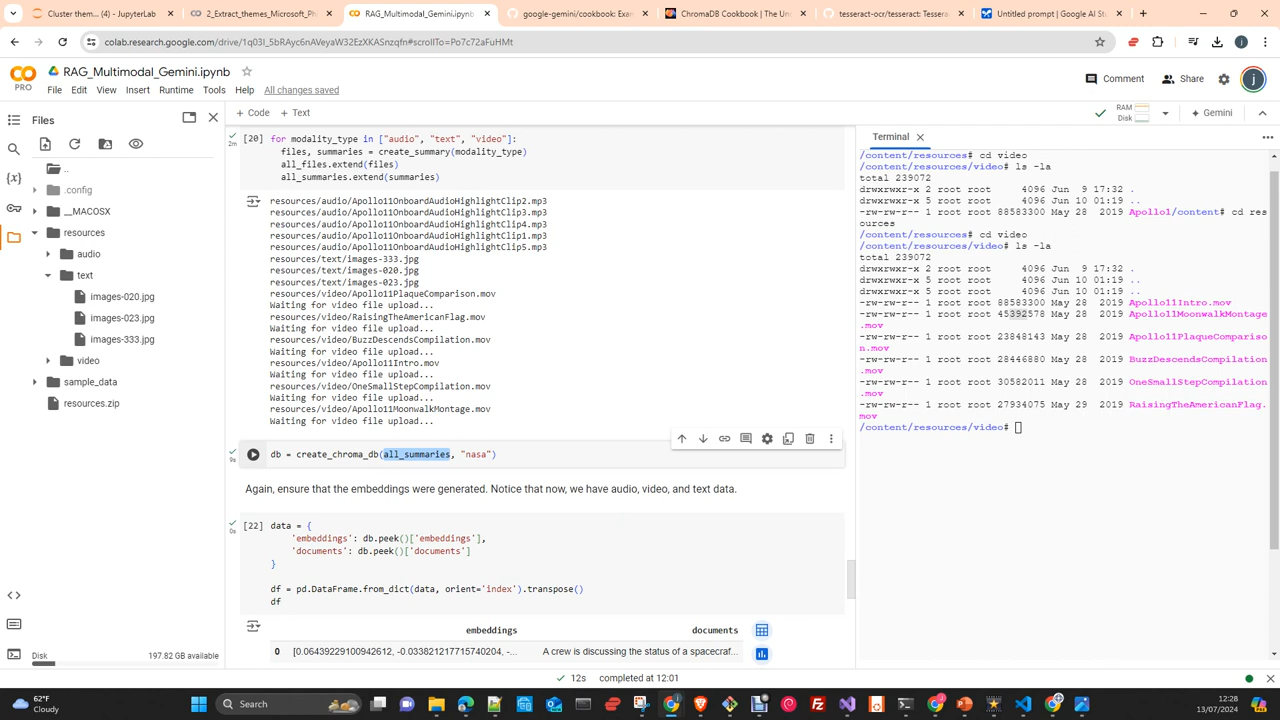 Cluster them... (4) - JupyterLab
2_Extract_themes_Microsoft_Ph
RAG_Multimodal_Gemini.ipynb
google-gemini/cookbook: Exam
ChromaDB Cookbook | The Un
tesseract-ocr/tesseract: Tessera
Untitled prompt | Google AI St
colab.research.google.com/drive/1q03I_5bRAyc6nAVeyaW32EzXKASnzqfn#scrollTo=Po7c72aFuHMt
PRO
RAG_Multimodal_Gemini.ipynb
File Edit View Insert Runtime Tools Help All changes saved
Comment
Share
j
Files
+ Code + Text
RAM
Disk
Gemini
..
.config
__MACOSX
resources
audio
text
images-020.jpg
images-023.jpg
images-333.jpg
video
sample_data
resources.zip
Disk
197.82 GB available
[20] for modality_type in ["audio", "text", "video"]:
2m
files, summaries = create_summary(modality_type)
all_files.extend(files)
all_summaries.extend(summaries)
resources/audio/Apollo11OnboardAudioHighlightClip2.mp3
resources/audio/Apollo11OnboardAudioHighlightClip3.mp3
resources/audio/Apollo11OnboardAudioHighlightClip4.mp3
resources/audio/Apollo11OnboardAudioHighlightClip1.mp3
resources/audio/Apollo11OnboardAudioHighlightClip5.mp3
resources/text/images-333.jpg
resources/text/images-020.jpg
resources/text/images-023.jpg
resources/video/Apollo11PlaqueComparison.mov
Waiting for video file upload...
resources/video/RaisingTheAmericanFlag.mov
Waiting for video file upload...
resources/video/BuzzDescendsCompilation.mov
Waiting for video file upload...
resources/video/Apollo11Intro.mov
Waiting for video file upload...
resources/video/OneSmallStepCompilation.mov
Waiting for video file upload...
resources/video/Apollo11MoonwalkMontage.mov
Waiting for video file upload...
db = create_chroma_db(all_summaries, "nasa")
9s
Again, ensure that the embeddings were generated. Notice that now, we have audio, video, and text data.
[22] data = {
0s
'embeddings': db.peek()['embeddings'],
'documents': db.peek()['documents']
}
df = pd.DataFrame.from_dict(data, orient='index').transpose()
df
embeddings documents
0 [0.06439229100942612, -0.033821217715740204, -... A crew is discussing the status of a spacecraf...
12s completed at 12:01
Terminal
/content/resources# cd video
/content/resources/video# ls -la
total 239072
drwxrwxr-x 2 root root 4096 Jun 9 17:32 .
drwxrwxr-x 5 root root 4096 Jun 10 01:19 ..
-rw-rw-r-- 1 root root 88583300 May 28 2019 Apollo1/content# cd res
ources
/content/resources# cd video
/content/resources/video# ls -la
total 239072
drwxrwxr-x 2 root root 4096 Jun 9 17:32 .
drwxrwxr-x 5 root root 4096 Jun 10 01:19 ..
-rw-rw-r-- 1 root root 88583300 May 28 2019 Apollo11Intro.mov
-rw-rw-r-- 1 root root 45392578 May 28 2019 Apollo11MoonwalkMontage
.mov
-rw-rw-r-- 1 root root 23848143 May 28 2019 Apollo11PlaqueCompariso
n.mov
-rw-rw-r-- 1 root root 28446880 May 28 2019 BuzzDescendsCompilation
.mov
-rw-rw-r-- 1 root root 30582011 May 28 2019 OneSmallStepCompilation
.mov
-rw-rw-r-- 1 root root 27934075 May 29 2019 RaisingTheAmericanFlag.
mov
/content/resources/video#
62°F
Cloudy
Search
12:28
13/07/2024